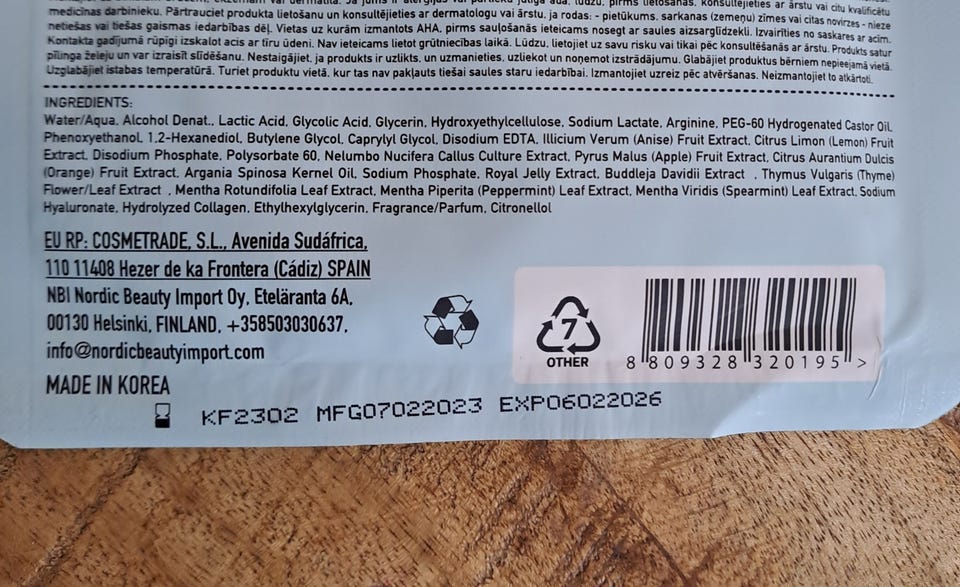 medicīnas darbinieku. Pārtrauciet produkta lietošanu un konsultējieties ar dermatologu vai ārstu, ja rodas: - pietūkums, sarkanas (zemeņu) zīmes vai citas novirzes - nieze
netiešas vai tiešas gaismas iedarbības dēļ. Vietas uz kurām izmantots AHA, pirms sauļošanās ieteicams nosegt ar saules aizsarglīdzekli. Izvairīties no saskares ar acīm.
Kontakta gadījumā rūpīgi izskalot acis ar tīru ūdeni. Nav ieteicams lietot grūtniecības laikā. Lūdzu, lietojiet uz savu risku vai tikai pēc konsultēšanās ar ārstu. Produkts satur
pīlinga želeju un var izraisīt slīdēšanu. Nestaigājiet, ja produkts ir uzlikts, un uzmanieties, uzliekot un noņemot izstrādājumu. Glabājiet produktus bērniem nepieejamā vietā.
Uzglabājiet istabas temperatūrā. Turiet produktu vietā, kur tas nav pakļauts tiešai saules staru iedarbībai. Izmantojiet uzreiz pēc atvēršanas. Neizmantojiet to atkārtoti.
INGREDIENTS:
Water/Aqua, Alcohol Denat., Lactic Acid, Glycolic Acid, Glycerin, Hydroxyethylcellulose, Sodium Lactate, Arginine, PEG-60 Hydrogenated Castor Oil,
Phenoxyethanol, 1,2-Hexanediol, Butylene Glycol, Caprylyl Glycol, Disodium EDTA, Illicium Verum (Anise) Fruit Extract, Citrus Limon (Lemon) Fruit
Extract, Disodium Phosphate, Polysorbate 60, Nelumbo Nucifera Callus Culture Extract, Pyrus Malus (Apple) Fruit Extract, Citrus Aurantium Dulcis
(Orange) Fruit Extract, Argania Spinosa Kernel Oil, Sodium Phosphate, Royal Jelly Extract, Buddleja Davidii Extract , Thymus Vulgaris (Thyme)
Flower/Leaf Extract , Mentha Rotundifolia Leaf Extract, Mentha Piperita (Peppermint) Leaf Extract, Mentha Viridis (Spearmint) Leaf Extract, Sodium
Hyaluronate, Hydrolyzed Collagen, Ethylhexylglycerin, Fragrance/Parfum, Citronellol
EU RP: COSMETRADE, S.L., Avenida Sudáfrica,
110 11408 Hezer de ka Frontera (Cádiz) SPAIN
NBI Nordic Beauty Import Oy, Eteläranta 6A,
00130 Helsinki, FINLAND, +358503030637,
info@nordicbeautyimport.com
MADE IN KOREA
7
OTHER
8 809328 320195 >
KF2302 MFG07022023 EXP06022026